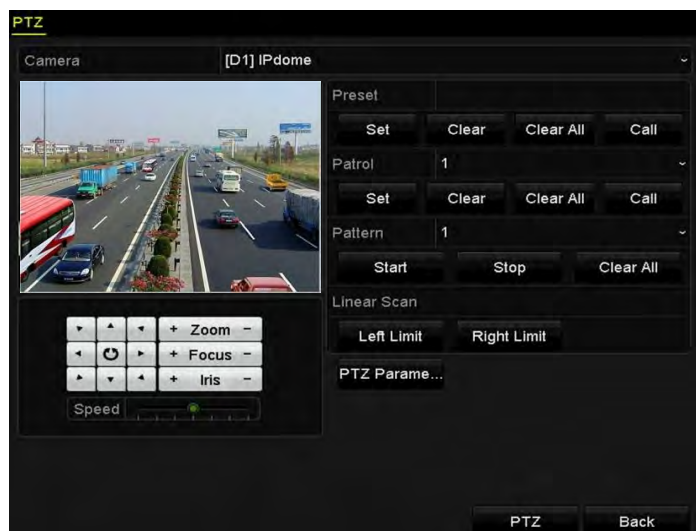 PTZ
Camera [D1] IPdome
Preset
Set Clear Clear All Call
Patrol 1
Set Clear Clear All Call
Pattern 1
Start Stop Clear All
Linear Scan
Left Limit Right Limit
PTZ Parame...
+ Zoom −
+ Focus −
+ Iris −
Speed
PTZ Back